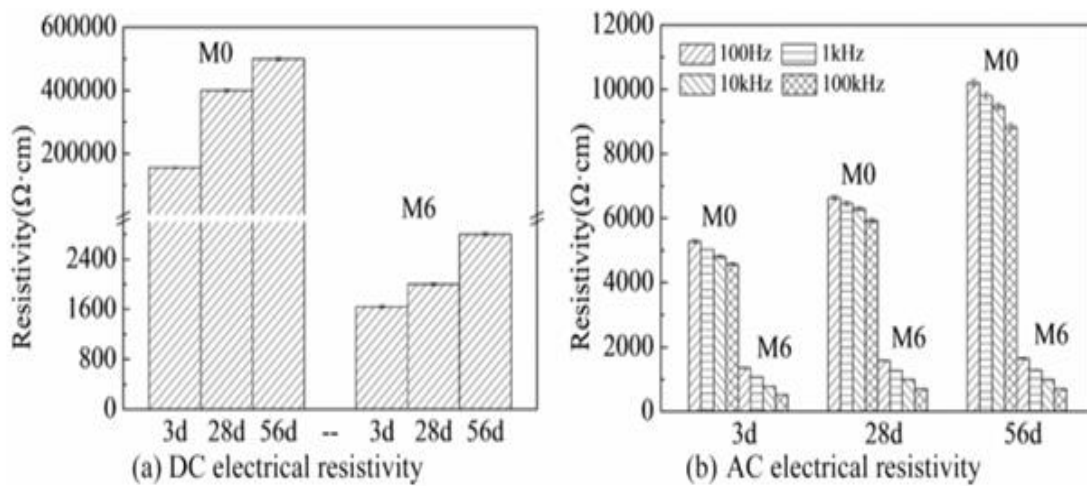 600000
400000
200000
2400
1600
800
0
Resistivity(Ω·cm)
M0
M6
3d 28d 56d -- 3d 28d 56d
(a) DC electrical resistivity
12000
10000
8000
6000
4000
2000
0
Resistivity(Ω·cm)
100Hz 1kHz
10kHz 100kHz
M0
M0
M0
M6
M6
M6
3d 28d 56d
(b) AC electrical resistivity